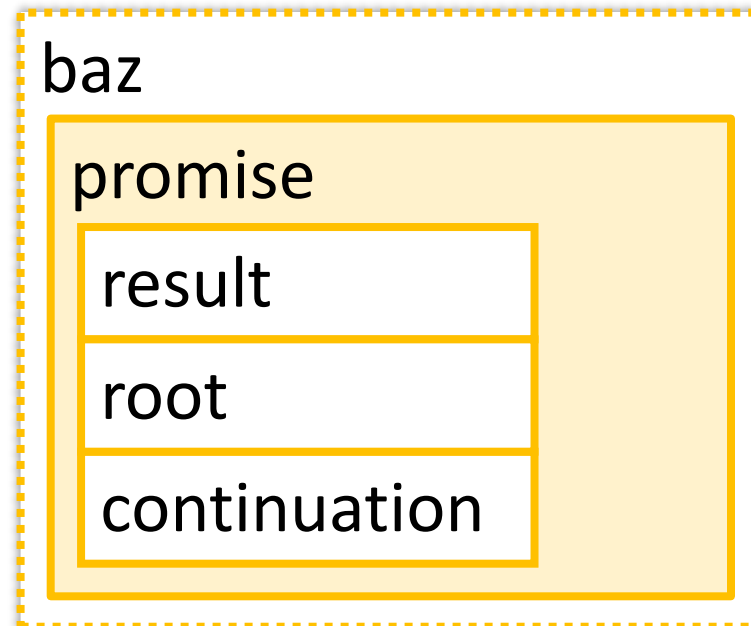 baz
promise
result
root
continuation